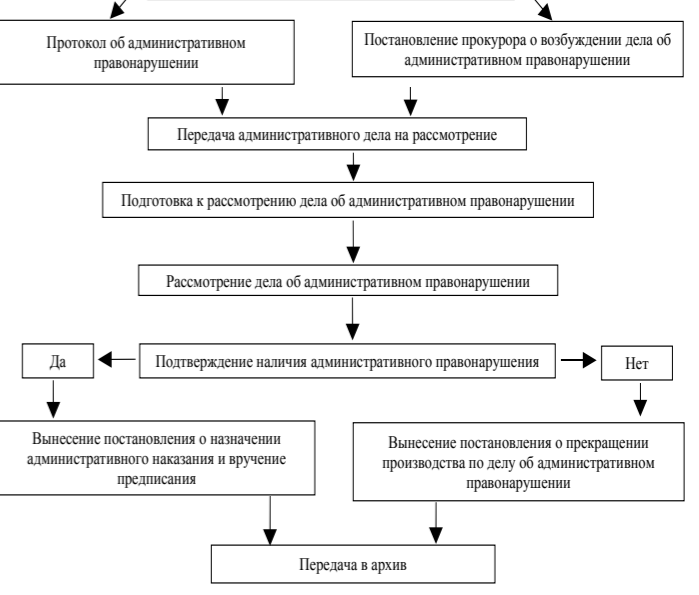 Протокол об административном
правонарушении
Постановление прокурора о возбуждении дела об
административном правонарушении
Передача административного дела на рассмотрение
Подготовка к рассмотрению дела об административном правонарушении
Рассмотрение дела об административном правонарушении
Да
Подтверждение наличия административного правонарушения
Нет
Вынесение постановления о назначении
административного наказания и вручение
предписания
Вынесение постановления о прекращении
производства по делу об административном
правонарушении
Передача в архив